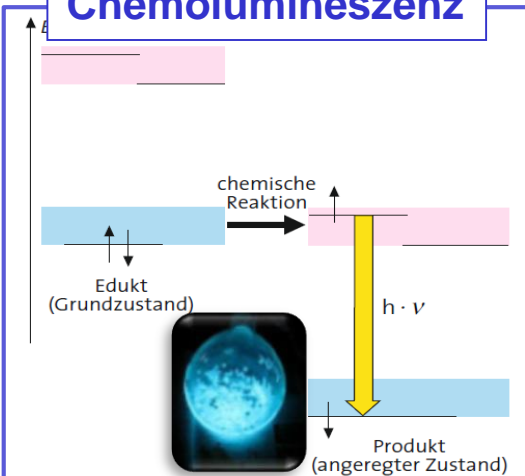 Chemolumineszenz
E
chemische
Reaktion
Edukt
(Grundzustand)
h · ν
Produkt
(angeregter Zustand)